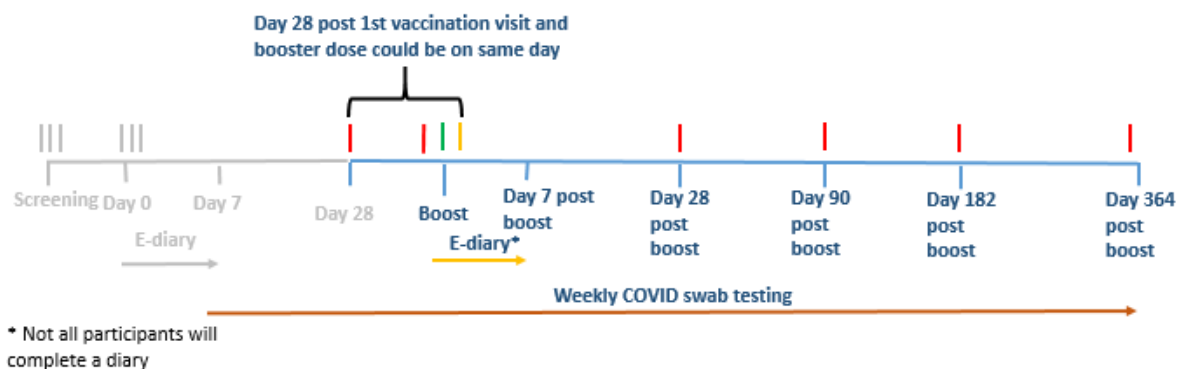 Day 28 post 1st vaccination visit and
booster dose could be on same day
Screening
Day 0
Day 7
Day 28
Boost
Day 7 post
boost
Day 28
post
boost
Day 90
post
boost
Day 182
post
boost
Day 364
post
boost
E-diary
E-diary*
Weekly COVID swab testing
* Not all participants will
complete a diary